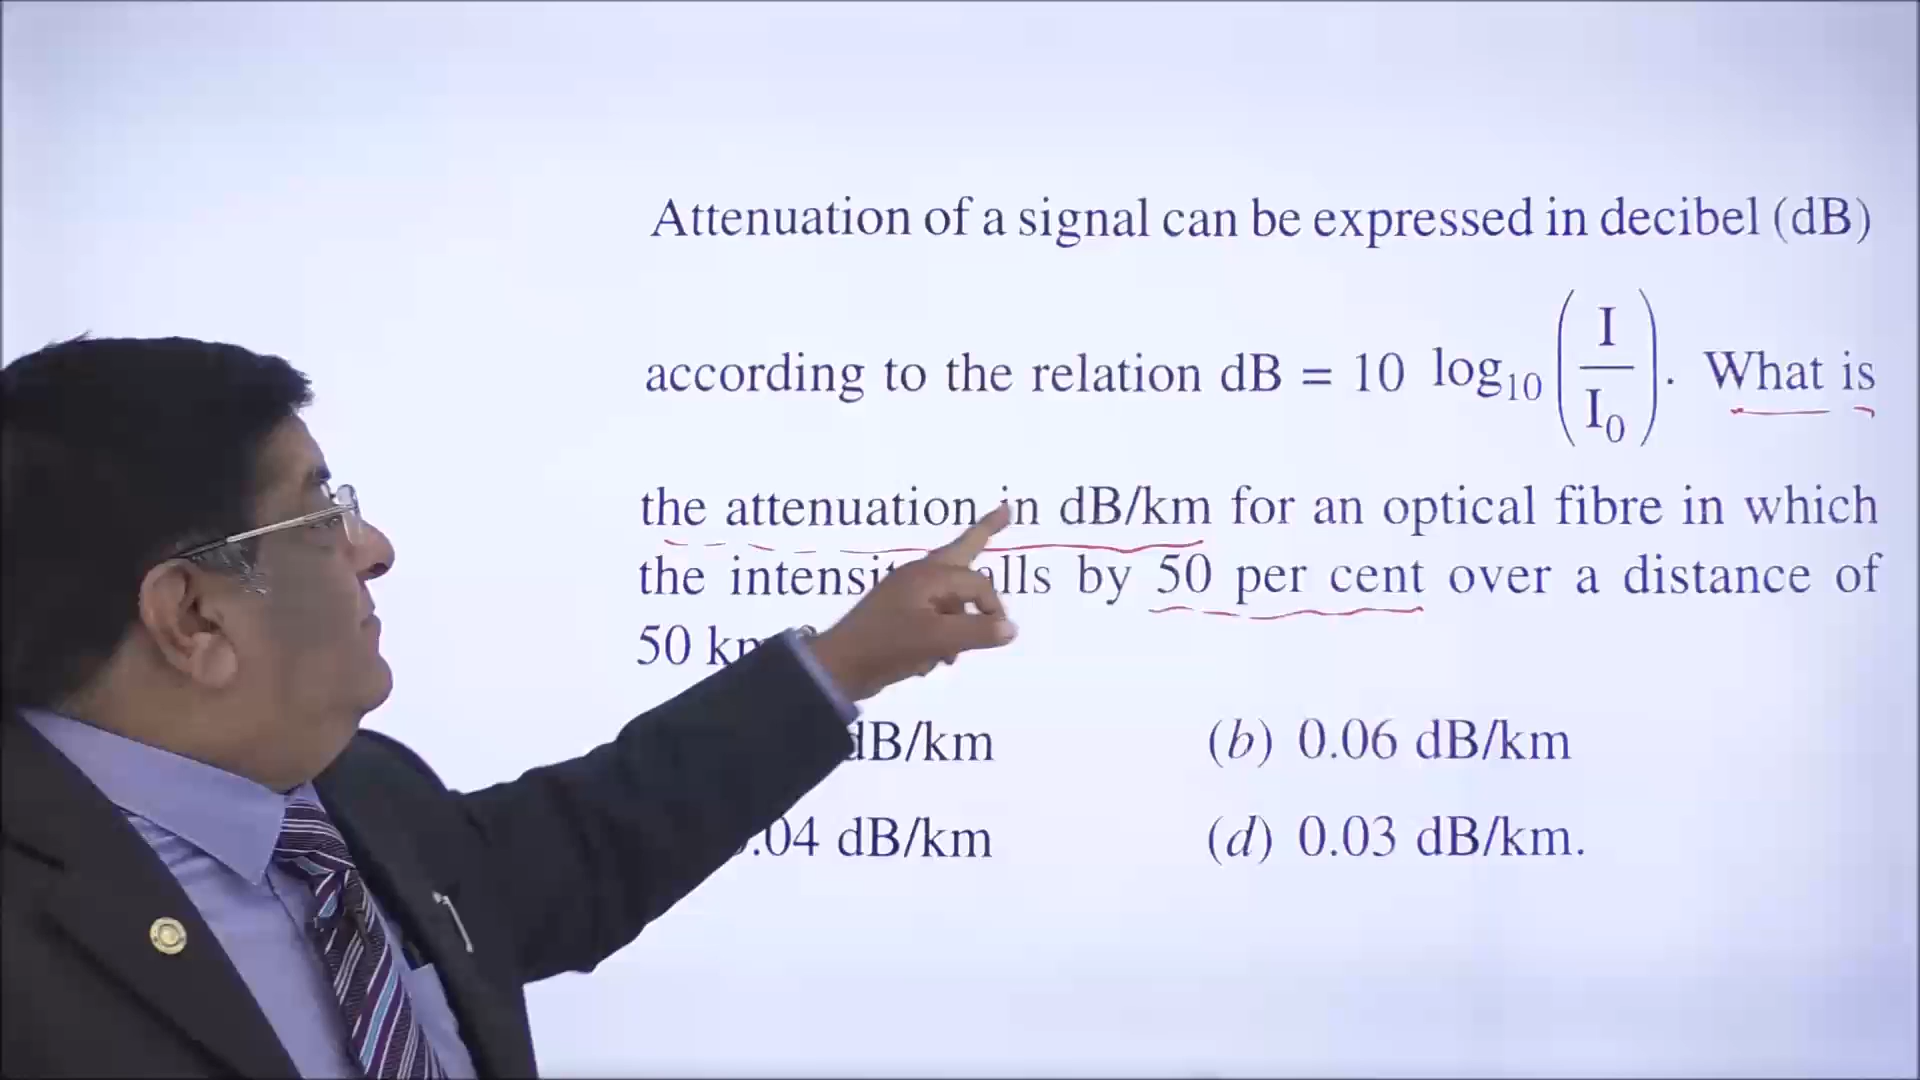 Attenuation of a signal can be expressed in decibel (dB)
according to the relation dB = 10 log₁₀ (I/I₀). What is
the attenuation in dB/km for an optical fibre in which
the by 50 per cent over a distance of
50
dB/km (b) 0.06 dB/km
.04 dB/km (d) 0.03 dB/km.